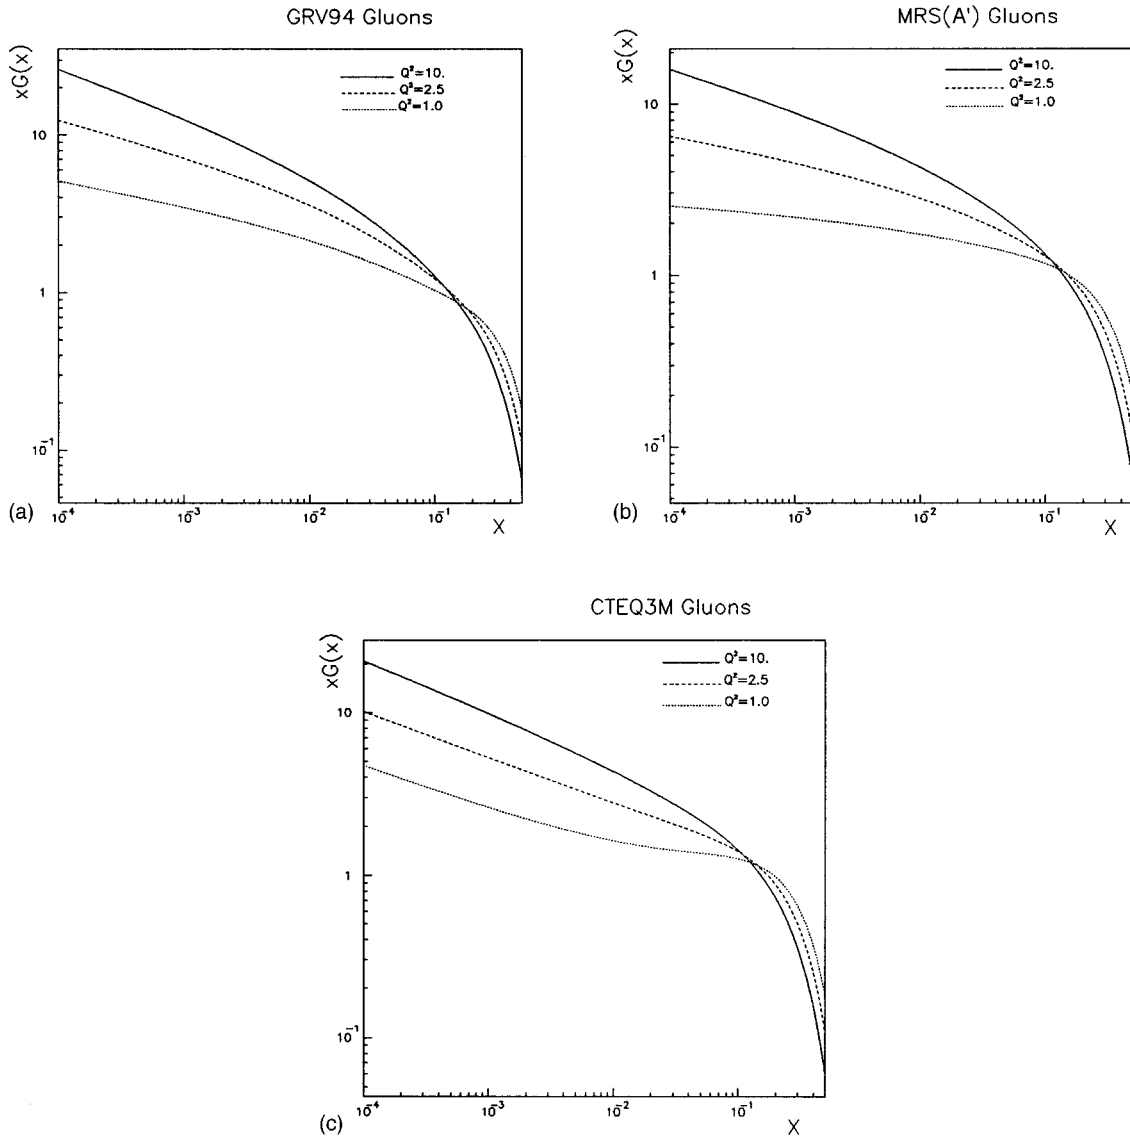 GRV94 Gluons
xG(x)
Q²=10.
Q²=2.5
Q²=1.0
10
1
10⁻¹
(a)
10⁻⁴
10⁻³
10⁻²
10⁻¹
X
MRS(A') Gluons
xG(x)
Q²=10.
Q²=2.5
Q²=1.0
10
1
10⁻¹
(b)
10⁻⁴
10⁻³
10⁻²
10⁻¹
X
CTEQ3M Gluons
xG(x)
Q²=10.
Q²=2.5
Q²=1.0
10
1
10⁻¹
(c)
10⁻⁴
10⁻³
10⁻²
10⁻¹
X